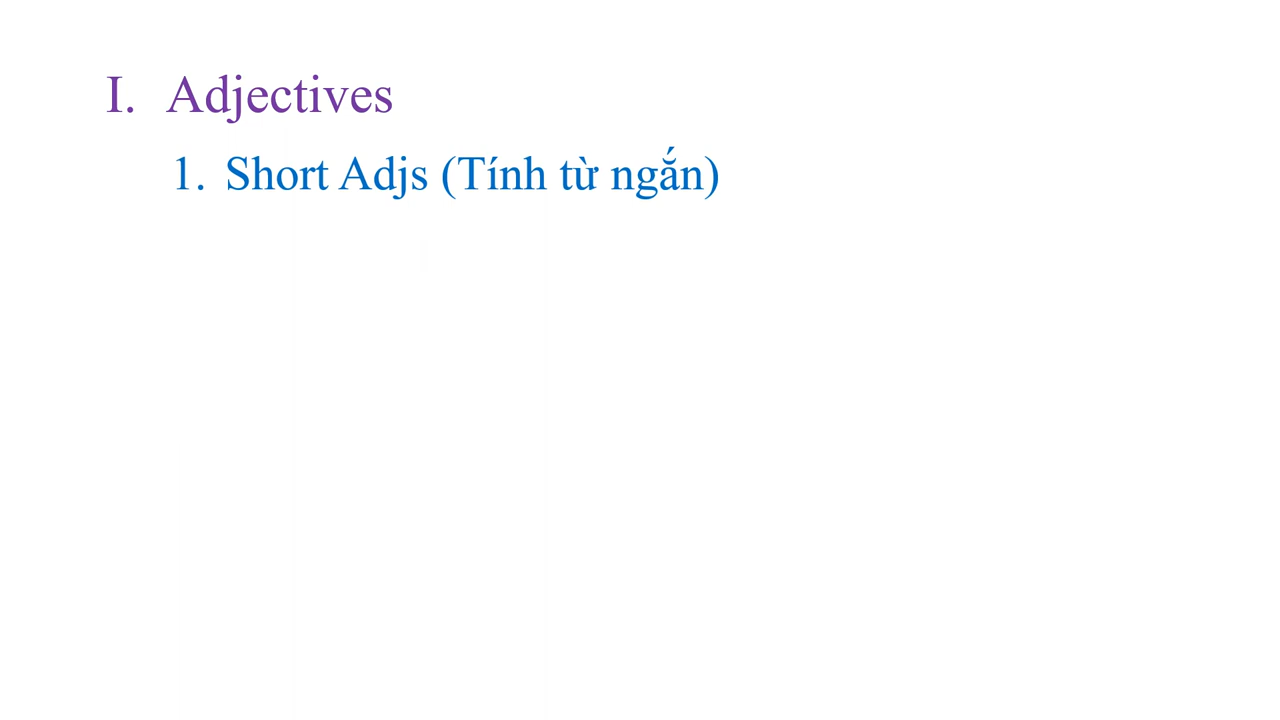 I. Adjectives
1. Short Adjs (Tính từ ngắn)